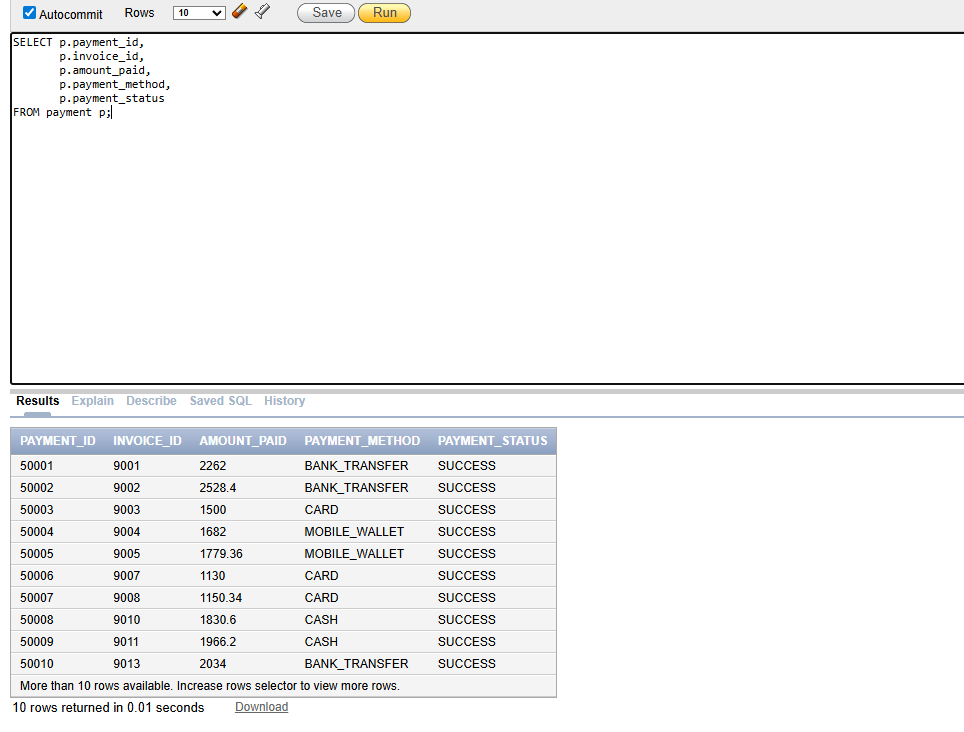 Autocommit Rows 10 Save Run
SELECT p.payment_id,
       p.invoice_id,
       p.amount_paid,
       p.payment_method,
       p.payment_status
FROM payment p;
Results Explain Describe Saved SQL History
PAYMENT_ID INVOICE_ID AMOUNT_PAID PAYMENT_METHOD PAYMENT_STATUS
50001 9001 2262 BANK_TRANSFER SUCCESS
50002 9002 2528.4 BANK_TRANSFER SUCCESS
50003 9003 1500 CARD SUCCESS
50004 9004 1682 MOBILE_WALLET SUCCESS
50005 9005 1779.36 MOBILE_WALLET SUCCESS
50006 9007 1130 CARD SUCCESS
50007 9008 1150.34 CARD SUCCESS
50008 9010 1830.6 CASH SUCCESS
50009 9011 1966.2 CASH SUCCESS
50010 9013 2034 BANK_TRANSFER SUCCESS
More than 10 rows available. Increase rows selector to view more rows.
10 rows returned in 0.01 seconds Download